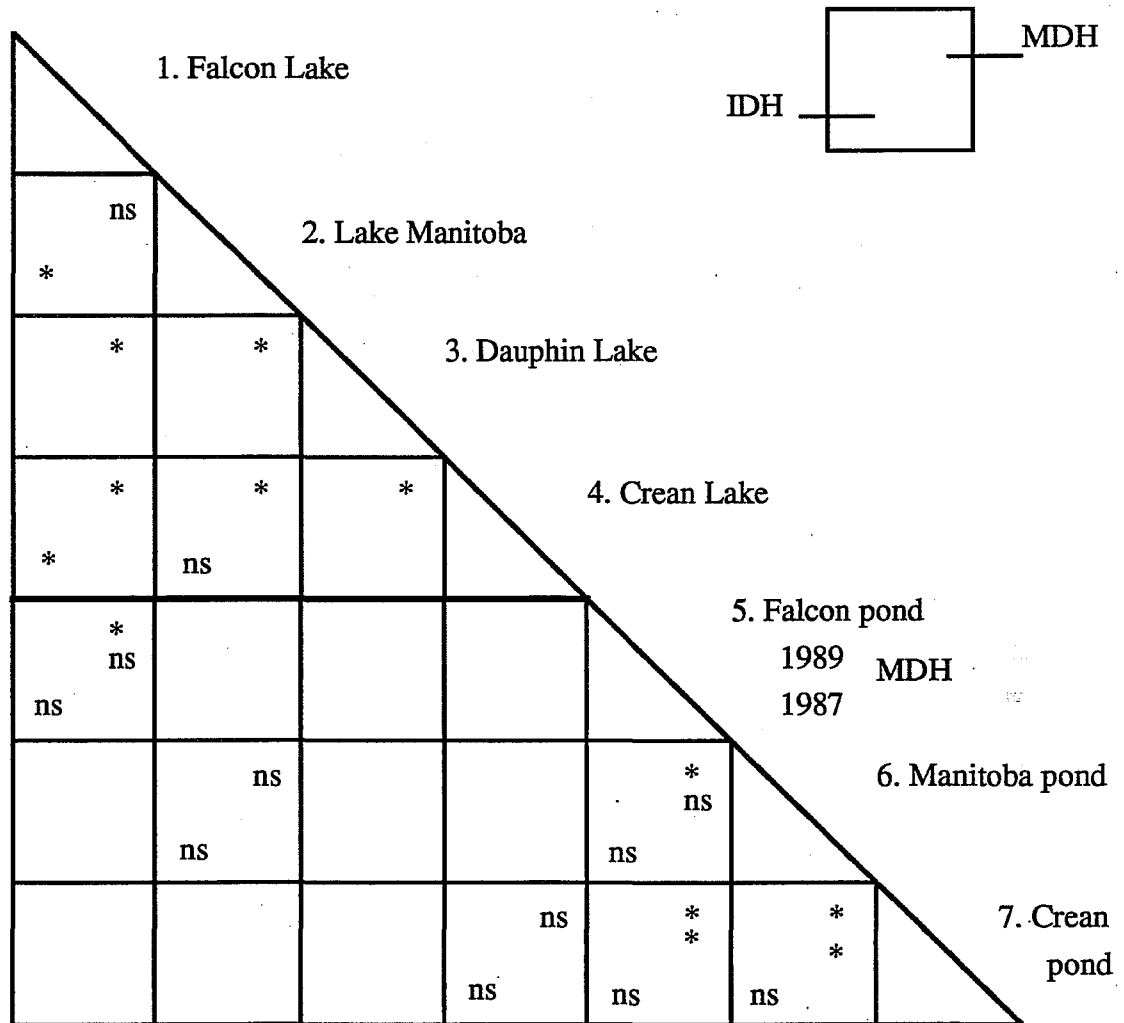 MDH
1. Falcon Lake
IDH
ns
2. Lake Manitoba
*
* *
3. Dauphin Lake
* * *
4. Crean Lake
* ns
5. Falcon pond
*
ns
1989
MDH
ns
1987
ns *
6. Manitoba pond
ns
ns ns
ns * *
7. Crean
* *
pond
ns ns ns